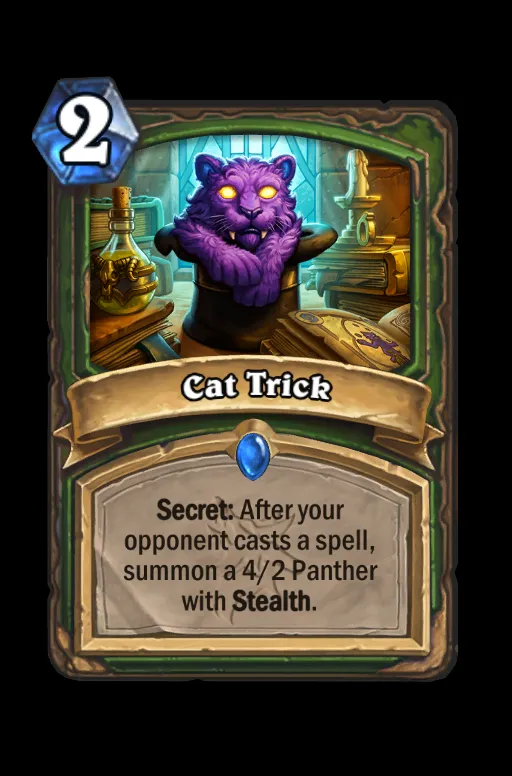 2
Cat Trick
Secret: After your
opponent casts a spell,
summon a 4/2 Panther
with Stealth.